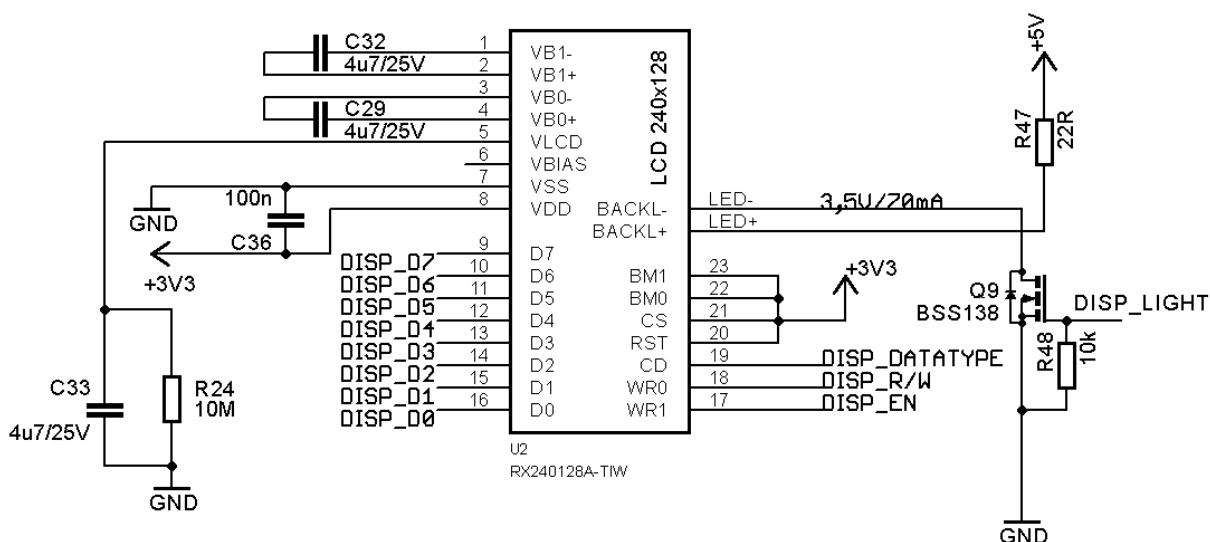 C32
4u7/25V
C29
4u7/25V
1
2
3
4
5
6
7
8
VB1-
VB1+
VB0-
VB0+
VLCD
VBIAS
VSS
VDD
LCD 240x128
+5V
R47
22R
100n
GND
C36
+3V3
BACKL-
BACKL+
LED-
LED+
3,5V/70mA
9
10
11
12
13
14
15
16
DISP_D7
DISP_D6
DISP_D5
DISP_D4
DISP_D3
DISP_D2
DISP_D1
DISP_D0
D7
D6
D5
D4
D3
D2
D1
D0
BM1
BM0
CS
RST
CD
WR0
WR1
23
22
21
20
19
18
17
+3V3
DISP_DATATYPE
DISP_R/W
DISP_EN
Q9
BSS138
DISP_LIGHT
R48
10k
C33
4u7/25V
R24
10M
GND
U2
RX240128A-TIW
GND